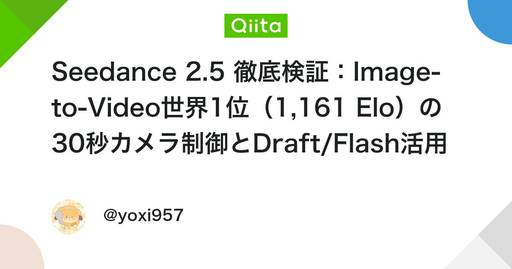 Qiita
Seedance 2.5 徹底検証：Image-
to-Video世界1位（1,161 Elo）の
30秒カメラ制御とDraft/Flash活用
@yoxi957